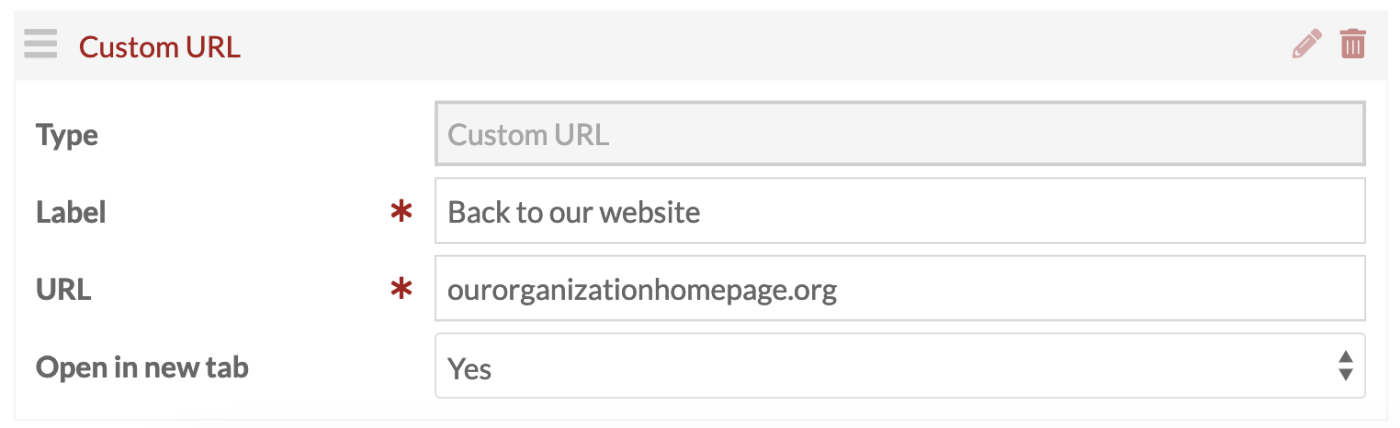 Custom URL
Type Custom URL
Label * Back to our website
URL * ourorganizationhomepage.org
Open in new tab Yes